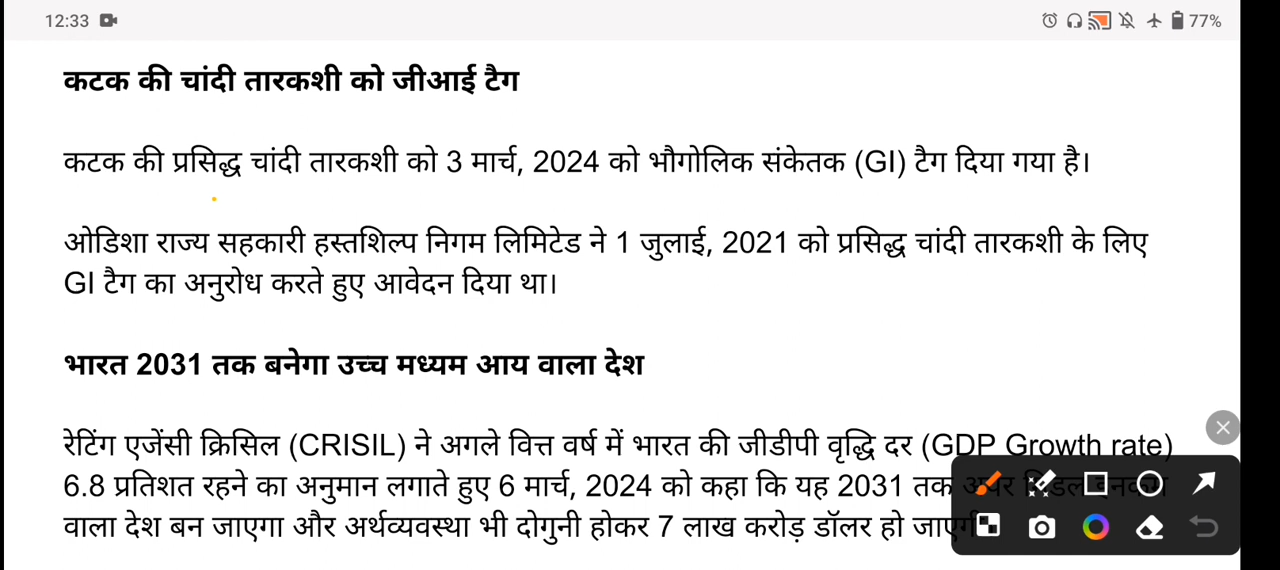 12:33
77%
कटक की चांदी तारकशी को जीआई टैग
कटक की प्रसिद्ध चांदी तारकशी को 3 मार्च, 2024 को भौगोलिक संकेतक (GI) टैग दिया गया है।
ओडिशा राज्य सहकारी हस्तशिल्प निगम लिमिटेड ने 1 जुलाई, 2021 को प्रसिद्ध चांदी तारकशी के लिए
GI टैग का अनुरोध करते हुए आवेदन दिया था।
भारत 2031 तक बनेगा उच्च मध्यम आय वाला देश
रेटिंग एजेंसी क्रिसिल (CRISIL) ने अगले वित्त वर्ष में भारत की जीडीपी वृद्धि दर (GDP Growth rate)
6.8 प्रतिशत रहने का अनुमान लगाते हुए 6 मार्च, 2024 को कहा कि यह 2031 तक
वाला देश बन जाएगा और अर्थव्यवस्था भी दोगुनी होकर 7 लाख करोड़ डॉलर हो